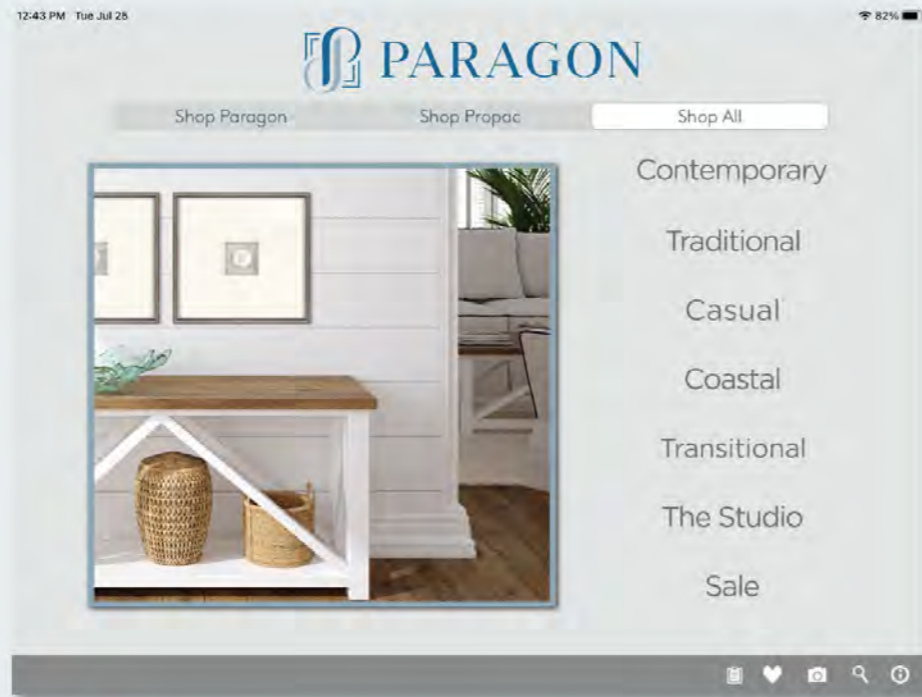 12:43 PM Tue Jul 28
82%
PARAGON
Shop Paragon
Shop Propac
Shop All
Contemporary
Traditional
Casual
Coastal
Transitional
The Studio
Sale